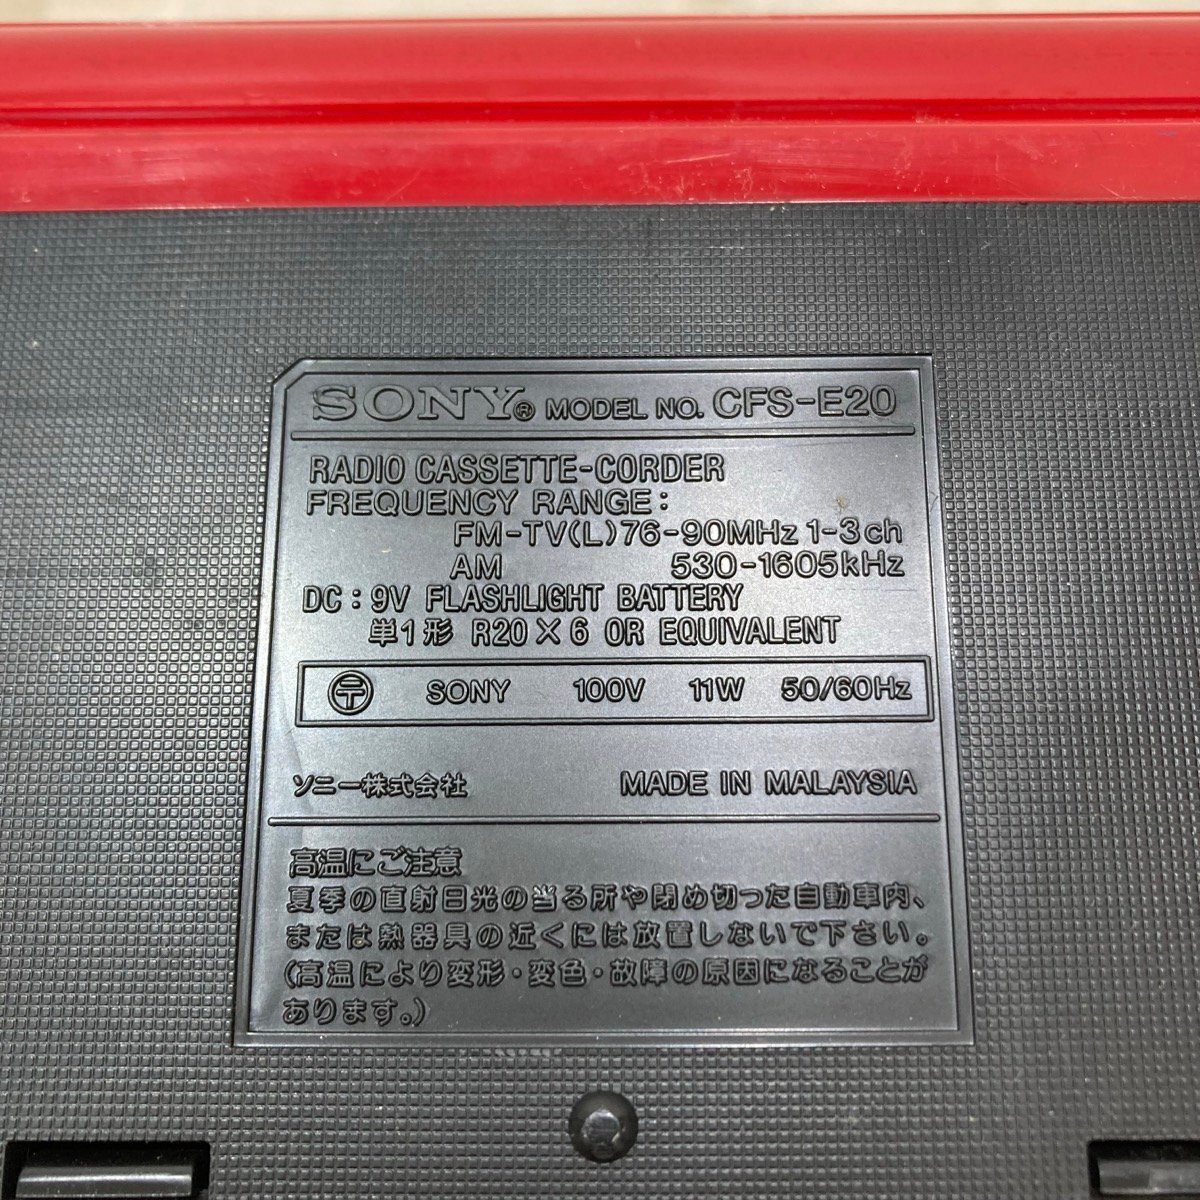 SONY® MODEL NO. CFS-E20
RADIO CASSETTE-CORDER
FREQUENCY RANGE:
FM-TV(L)76-90MHz 1-3ch
AM 530-1605kHz
DC: 9V FLASHLIGHT BATTERY
単1形 R20×6 OR EQUIVALENT
〶 SONY 100V 11W 50/60Hz
ソニー株式会社 MADE IN MALAYSIA
高温にご注意
夏季の直射日光の当る所や閉め切った自動車内、
または熱器具の近くには放置しないで下さい。
(高温により変形・変色・故障の原因になることが
あります。)